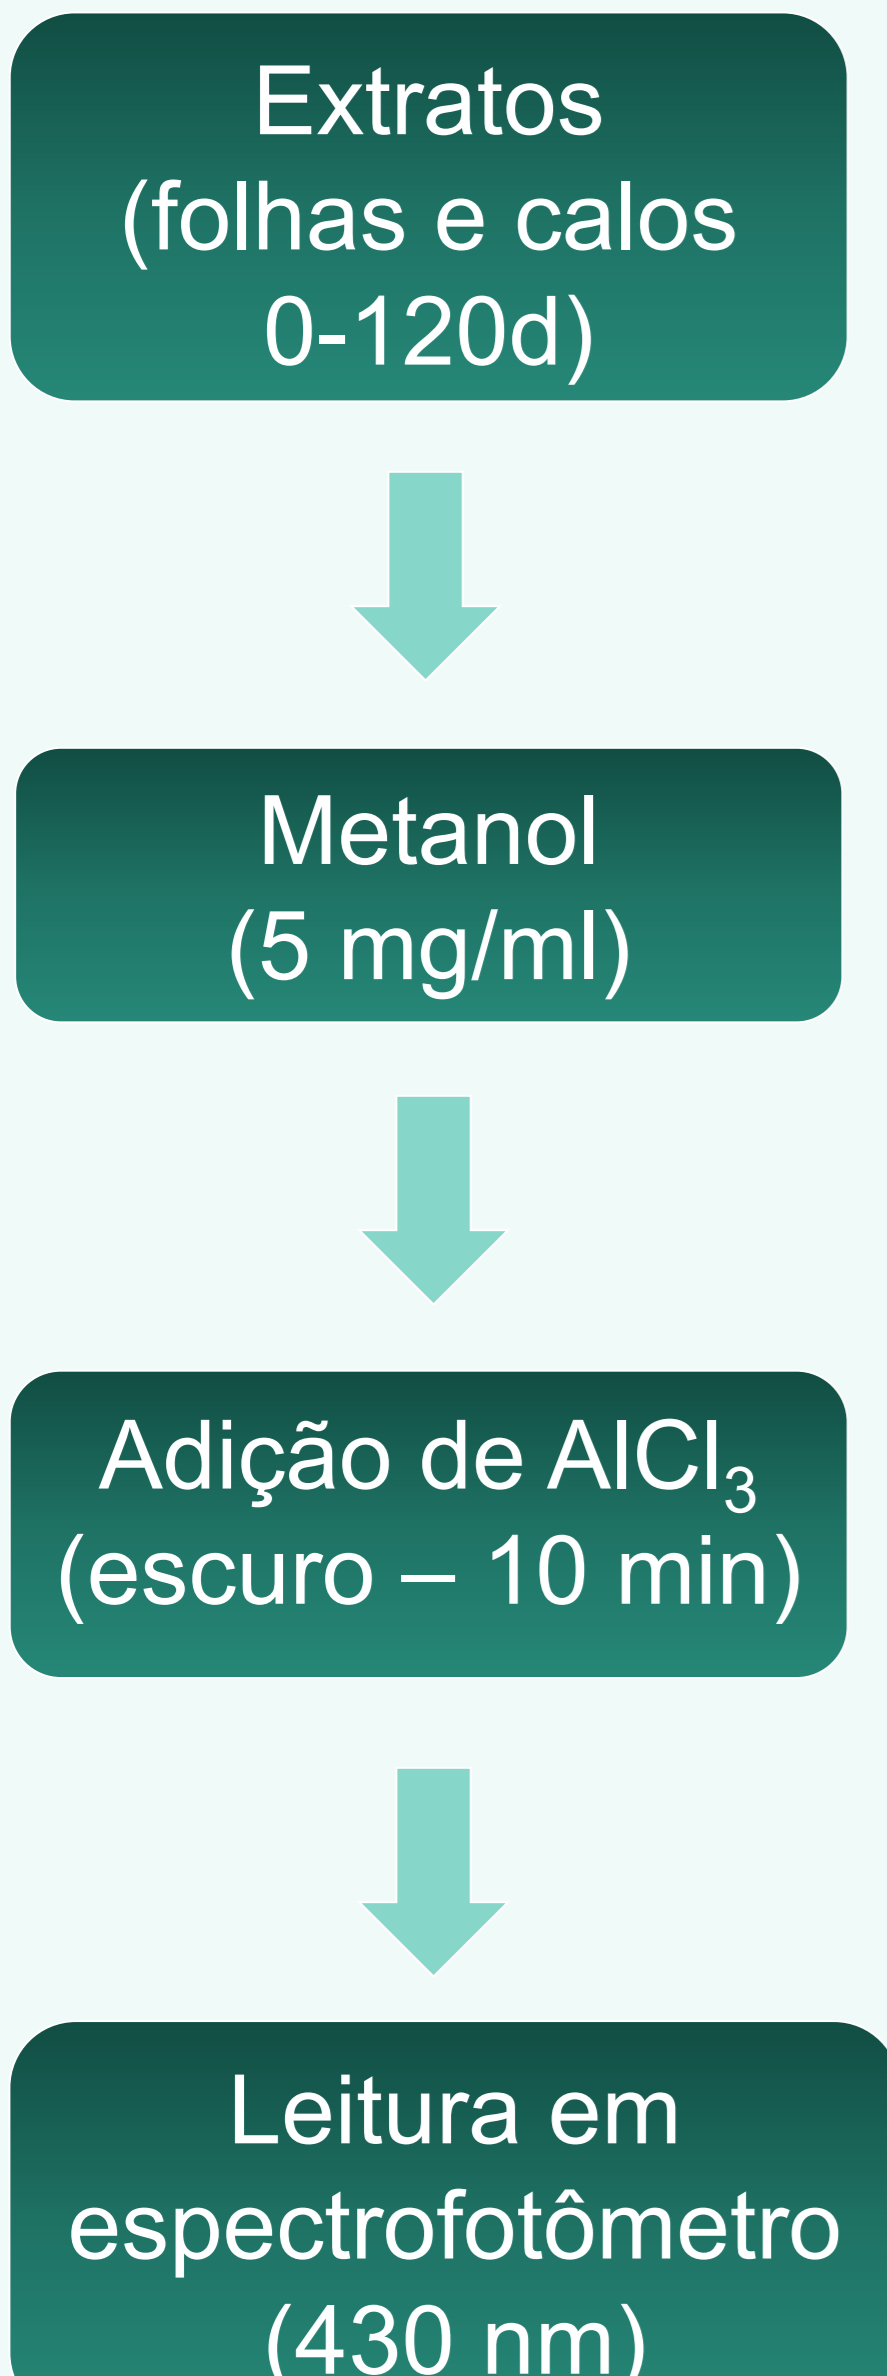 Extratos
(folhas e calos
0-120d)
Metanol
(5 mg/ml)
Adição de AlCl₃
(escuro – 10 min)
Leitura em
espectrofotômetro
(430 nm)